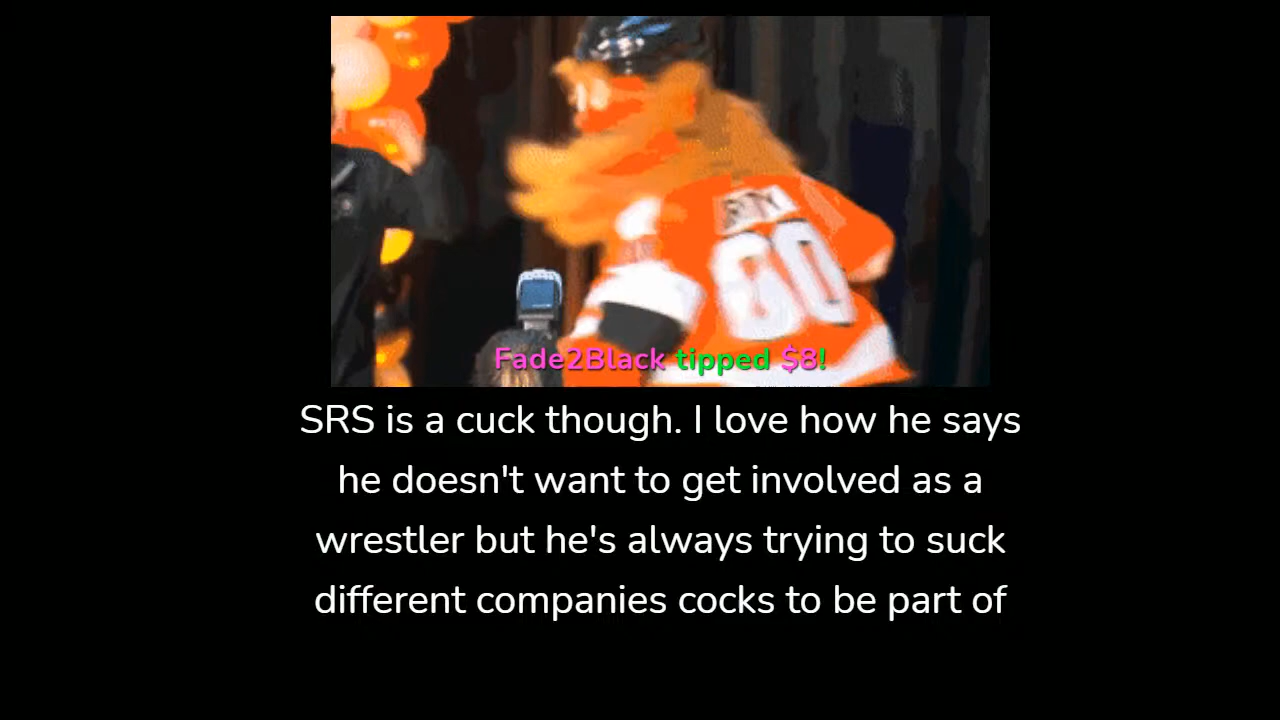 80
Fade2Black tipped $8!
SRS is a cuck though. I love how he says
he doesn't want to get involved as a
wrestler but he's always trying to suck
different companies cocks to be part of